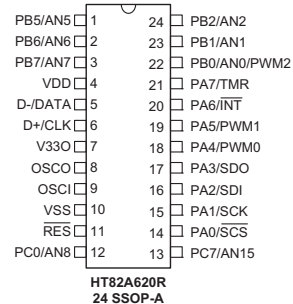 PB5/AN5 1 24 PB2/AN2
PB6/AN6 2 23 PB1/AN1
PB7/AN7 3 22 PB0/AN0/PWM2
VDD 4 21 PA7/TMR
D-/DATA 5 20 PA6/INT
D+/CLK 6 19 PA5/PWM1
V33O 7 18 PA4/PWM0
OSCO 8 17 PA3/SDO
OSCI 9 16 PA2/SDI
VSS 10 15 PA1/SCK
RES 11 14 PA0/SCS
PC0/AN8 12 13 PC7/AN15
HT82A620R
24 SSOP-A